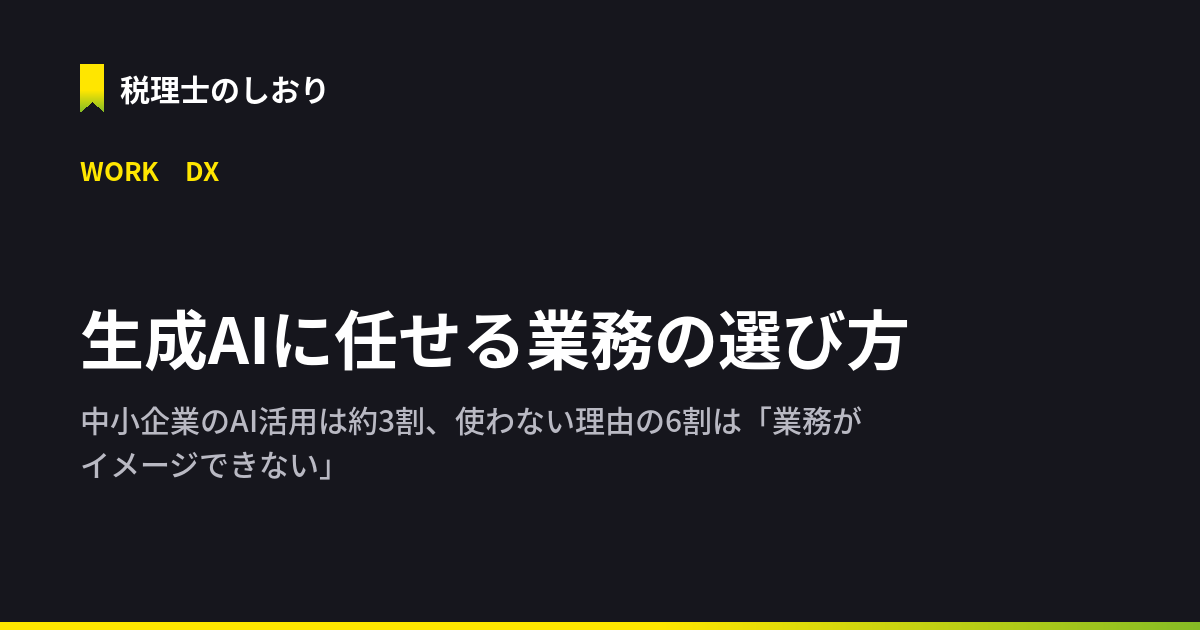 税理士のしおり
WORK DX
生成AIに任せる業務の選び方
中小企業のAI活用は約3割、使わない理由の6割は「業務が
イメージできない」